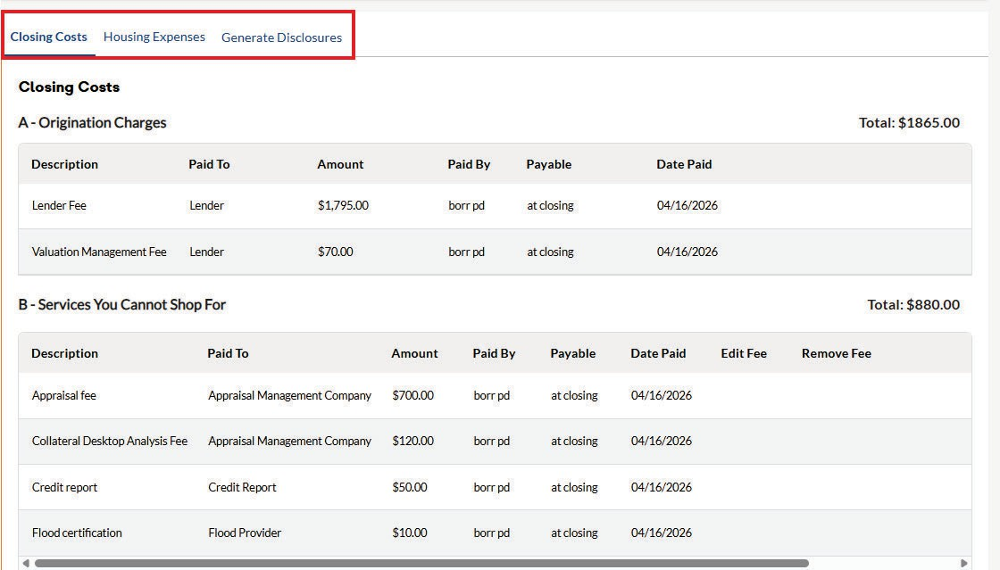 Closing Costs Housing Expenses Generate Disclosures
Closing Costs
A - Origination Charges Total: $1865.00
Description Paid To Amount Paid By Payable Date Paid
Lender Fee Lender $1,795.00 borr pd at closing 04/16/2026
Valuation Management Fee Lender $70.00 borr pd at closing 04/16/2026
B - Services You Cannot Shop For Total: $880.00
Description Paid To Amount Paid By Payable Date Paid Edit Fee Remove Fee
Appraisal fee Appraisal Management Company $700.00 borr pd at closing 04/16/2026
Collateral Desktop Analysis Fee Appraisal Management Company $120.00 borr pd at closing 04/16/2026
Credit report Credit Report $50.00 borr pd at closing 04/16/2026
Flood certification Flood Provider $10.00 borr pd at closing 04/16/2026